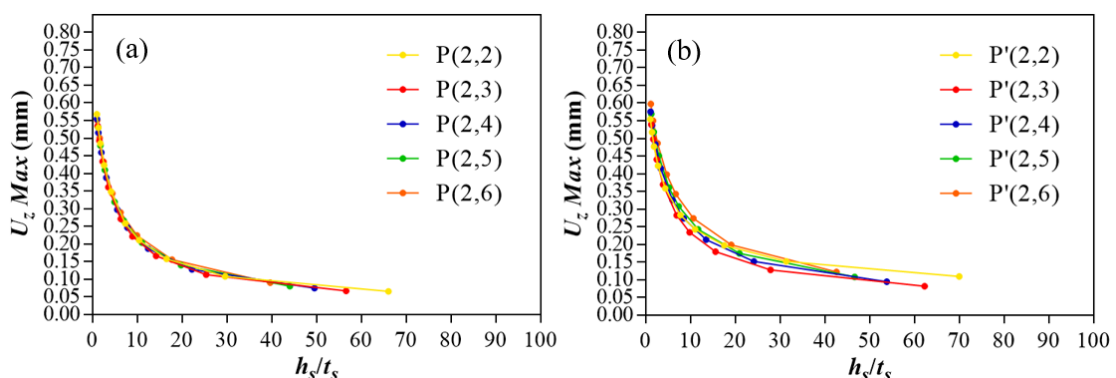 (a)
U_z Max (mm)
0.80
0.75
0.70
0.65
0.60
0.55
0.50
0.45
0.40
0.35
0.30
0.25
0.20
0.15
0.10
0.05
0.00
P(2,2)
P(2,3)
P(2,4)
P(2,5)
P(2,6)
0 10 20 30 40 50 60 70 80 90 100
h_s/t_s
(b)
U_z Max (mm)
0.80
0.75
0.70
0.65
0.60
0.55
0.50
0.45
0.40
0.35
0.30
0.25
0.20
0.15
0.10
0.05
0.00
P'(2,2)
P'(2,3)
P'(2,4)
P'(2,5)
P'(2,6)
0 10 20 30 40 50 60 70 80 90 100
h_s/t_s